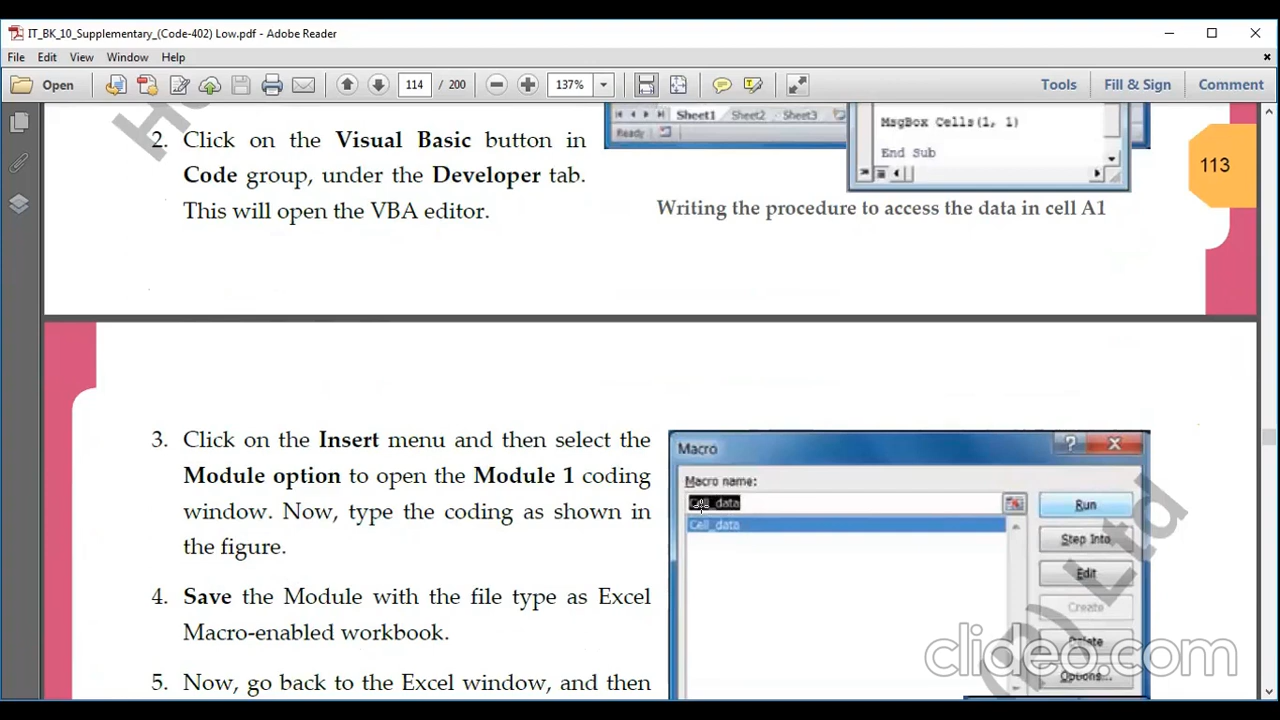 IT_BK_10_Supplementary_(Code-402) Low.pdf - Adobe Reader
File Edit View Window Help
Open 114 / 200 137% Tools Fill & Sign Comment
Sheet1 Sheet2 Sheet3
Ready
MsgBox Cells(1, 1)
End Sub
113
2. Click on the Visual Basic button in
Code group, under the Developer tab.
This will open the VBA editor.
Writing the procedure to access the data in cell A1
3. Click on the Insert menu and then select the
Module option to open the Module 1 coding
window. Now, type the coding as shown in
the figure.
4. Save the Module with the file type as Excel
Macro-enabled workbook.
5. Now, go back to the Excel window, and then
Macro
Macro name:
Cell_data
Cell_data
Run
Step Into
Edit
Create
Delete
Options...
(P) Ltd
clideo.com